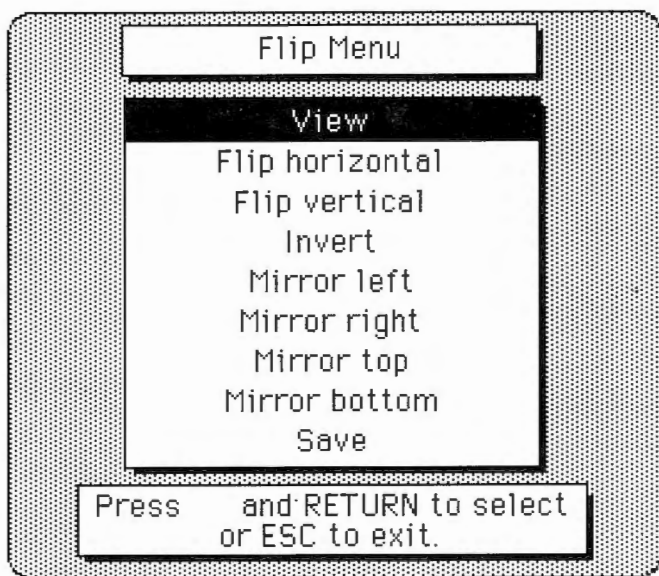 Flip Menu
View
Flip horizontal
Flip vertical
Invert
Mirror left
Mirror right
Mirror top
Mirror bottom
Save
Press and RETURN to select
or ESC to exit.